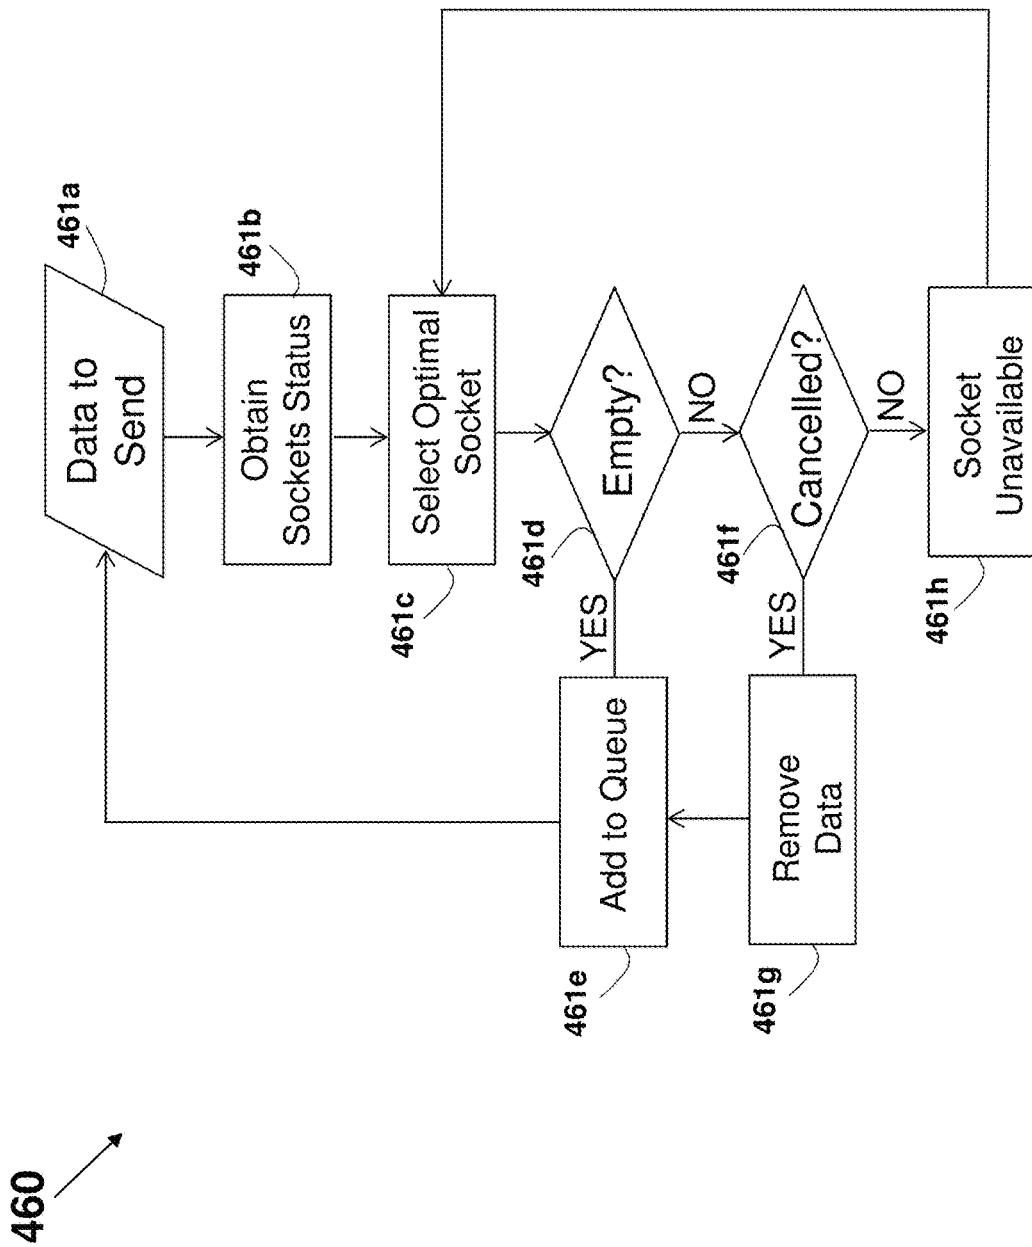 460
Data to
Send
461a
Obtain
Sockets Status
461b
Select Optimal
Socket
461c
Empty?
461d
YES
NO
Add to Queue
461e
Cancelled?
461f
YES
NO
Remove
Data
461g
Socket
Unavailable
461h